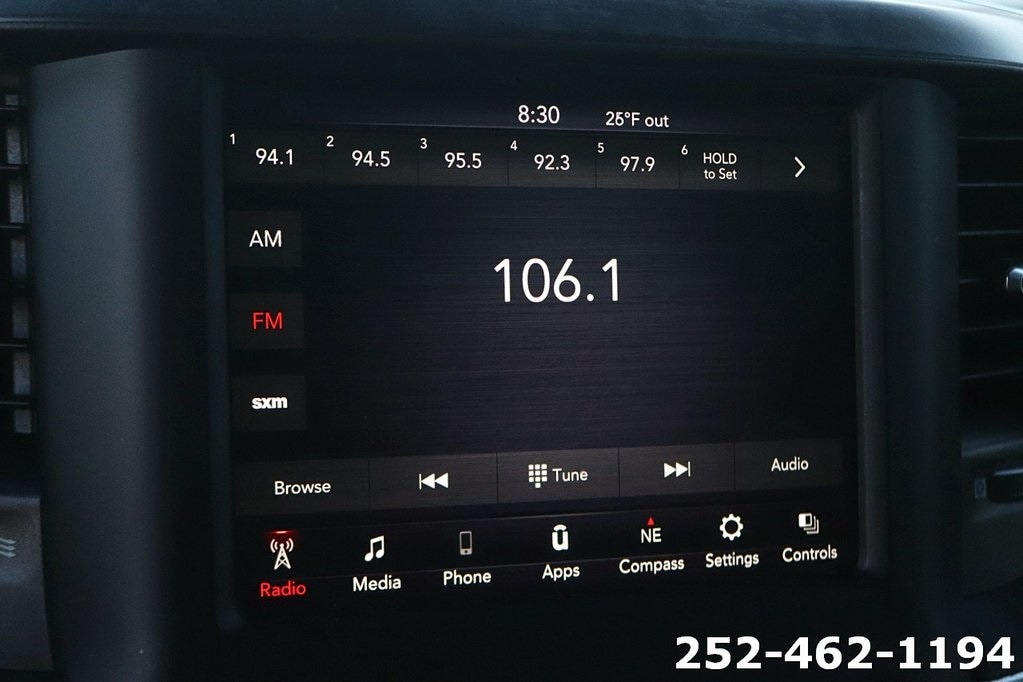 8:30 25°F out
1 94.1 2 94.5 3 95.5 4 92.3 5 97.9 6 HOLD to Set
AM
106.1
FM
sxm
Browse Tune Audio
NE
Radio Media Phone Apps Compass Settings Controls
252-462-1194